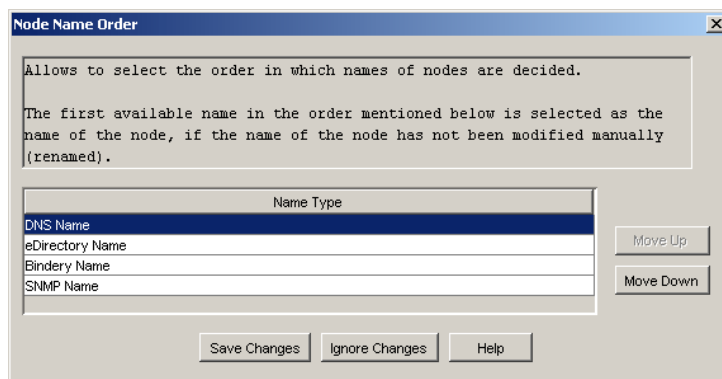 Node Name Order
Allows to select the order in which names of nodes are decided.
The first available name in the order mentioned below is selected as the
name of the node, if the name of the node has not been modified manually
(renamed).
Name Type
DNS Name
eDirectory Name
Bindery Name
SNMP Name
Move Up
Move Down
Save Changes
Ignore Changes
Help